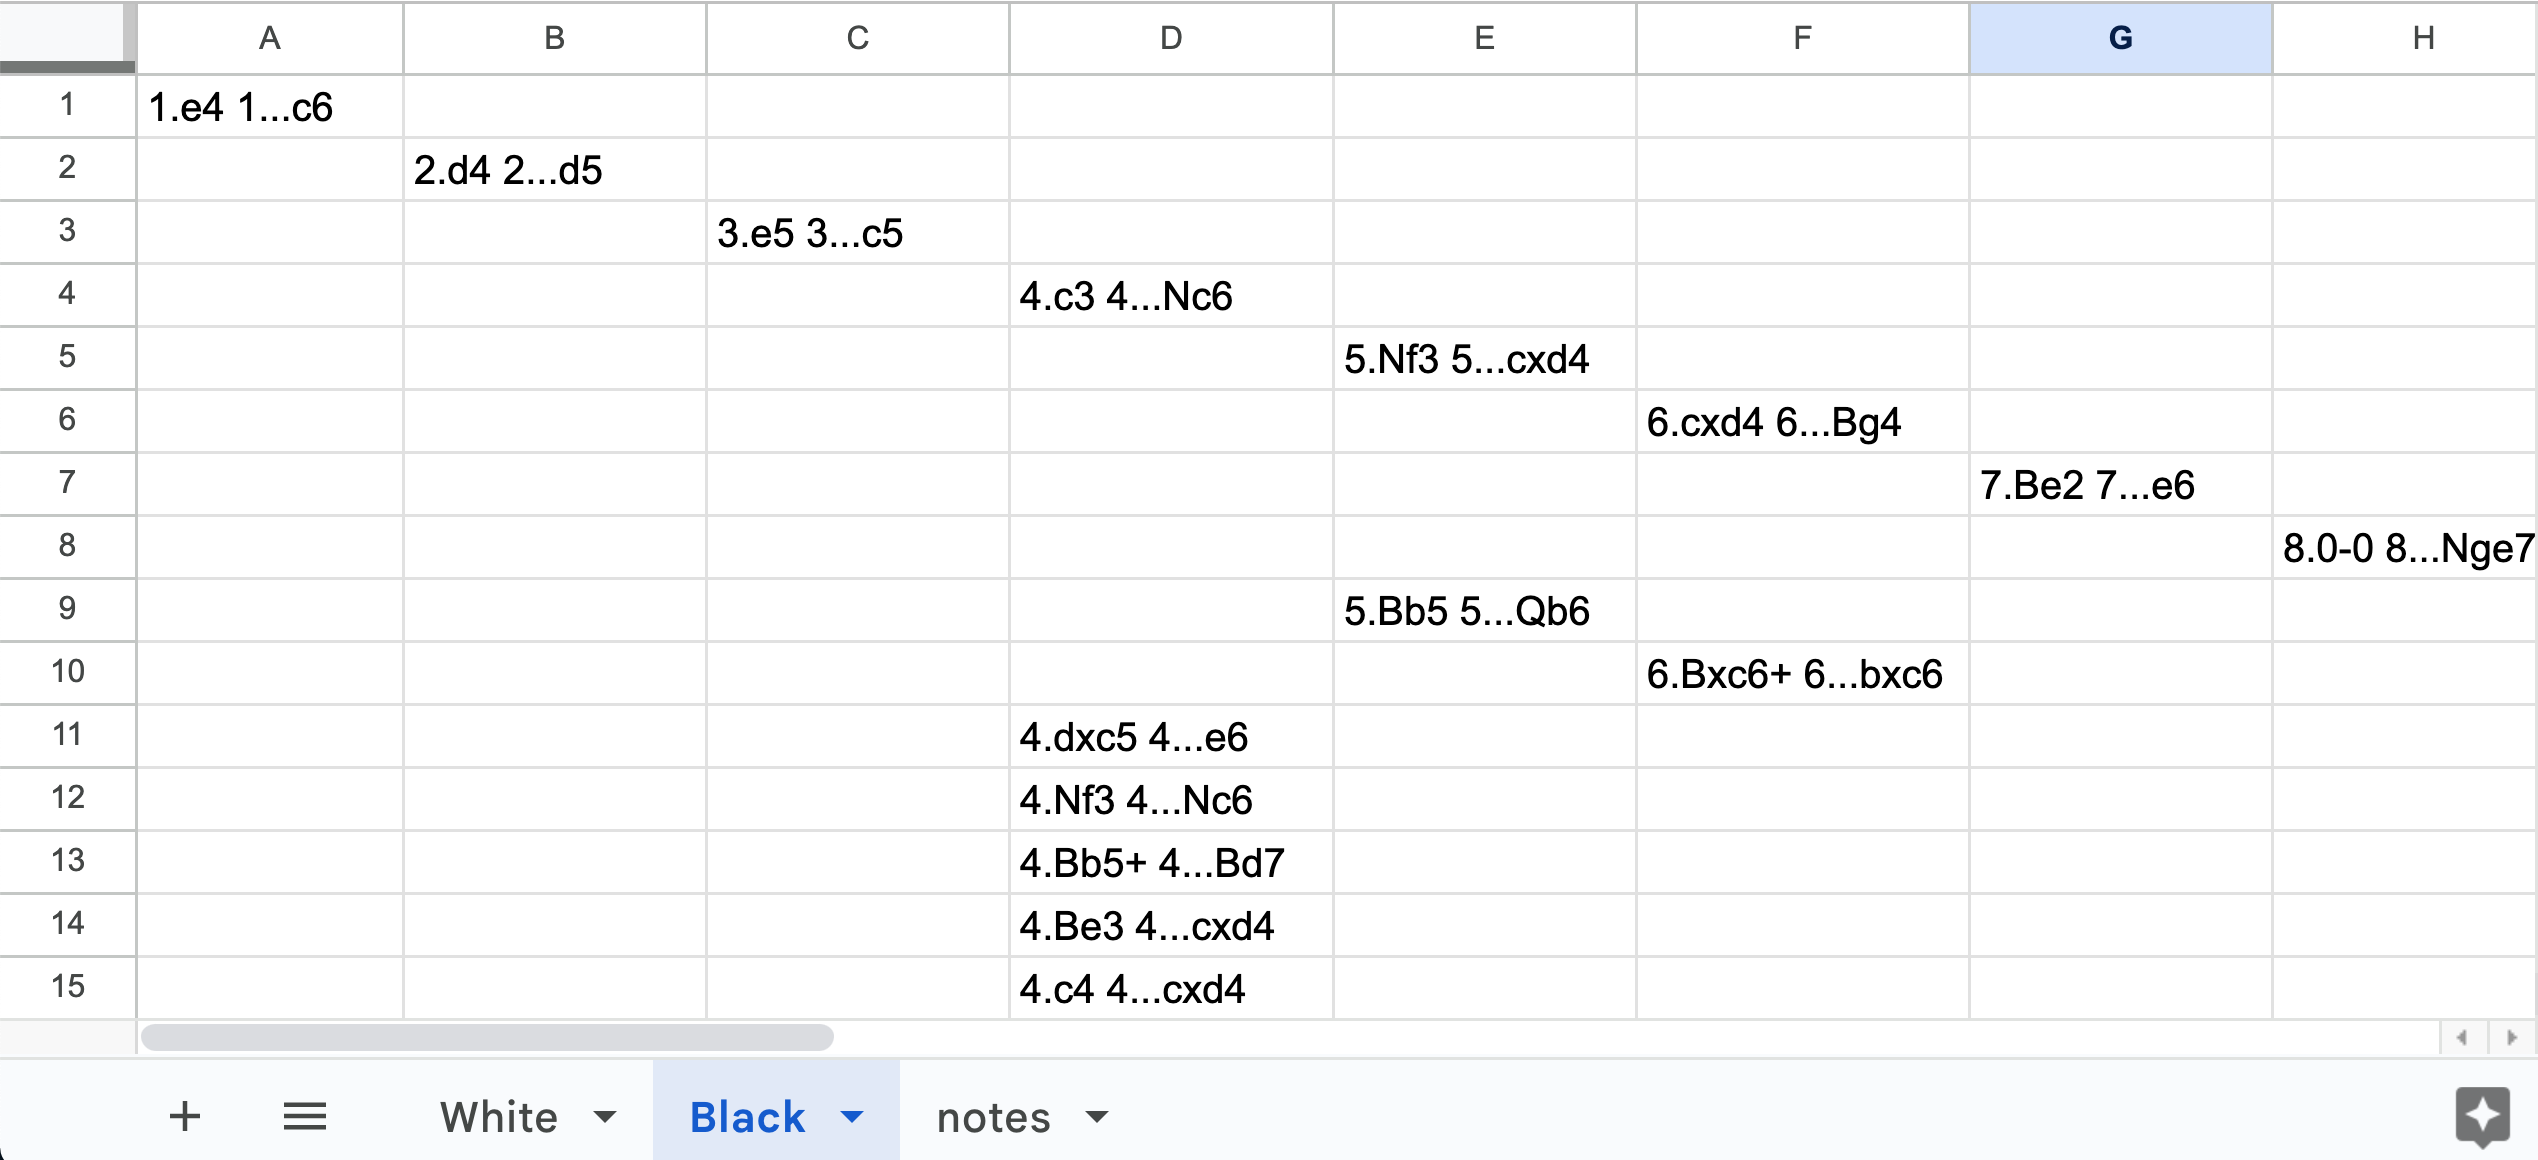 A B C D E F G H
1 1.e4 1...c6
2 2.d4 2...d5
3 3.e5 3...c5
4 4.c3 4...Nc6
5 5.Nf3 5...cxd4
6 6.cxd4 6...Bg4
7 7.Be2 7...e6
8 8.0-0 8...Nge7
9 5.Bb5 5...Qb6
10 6.Bxc6+ 6...bxc6
11 4.dxc5 4...e6
12 4.Nf3 4...Nc6
13 4.Bb5+ 4...Bd7
14 4.Be3 4...cxd4
15 4.c4 4...cxd4
White Black notes